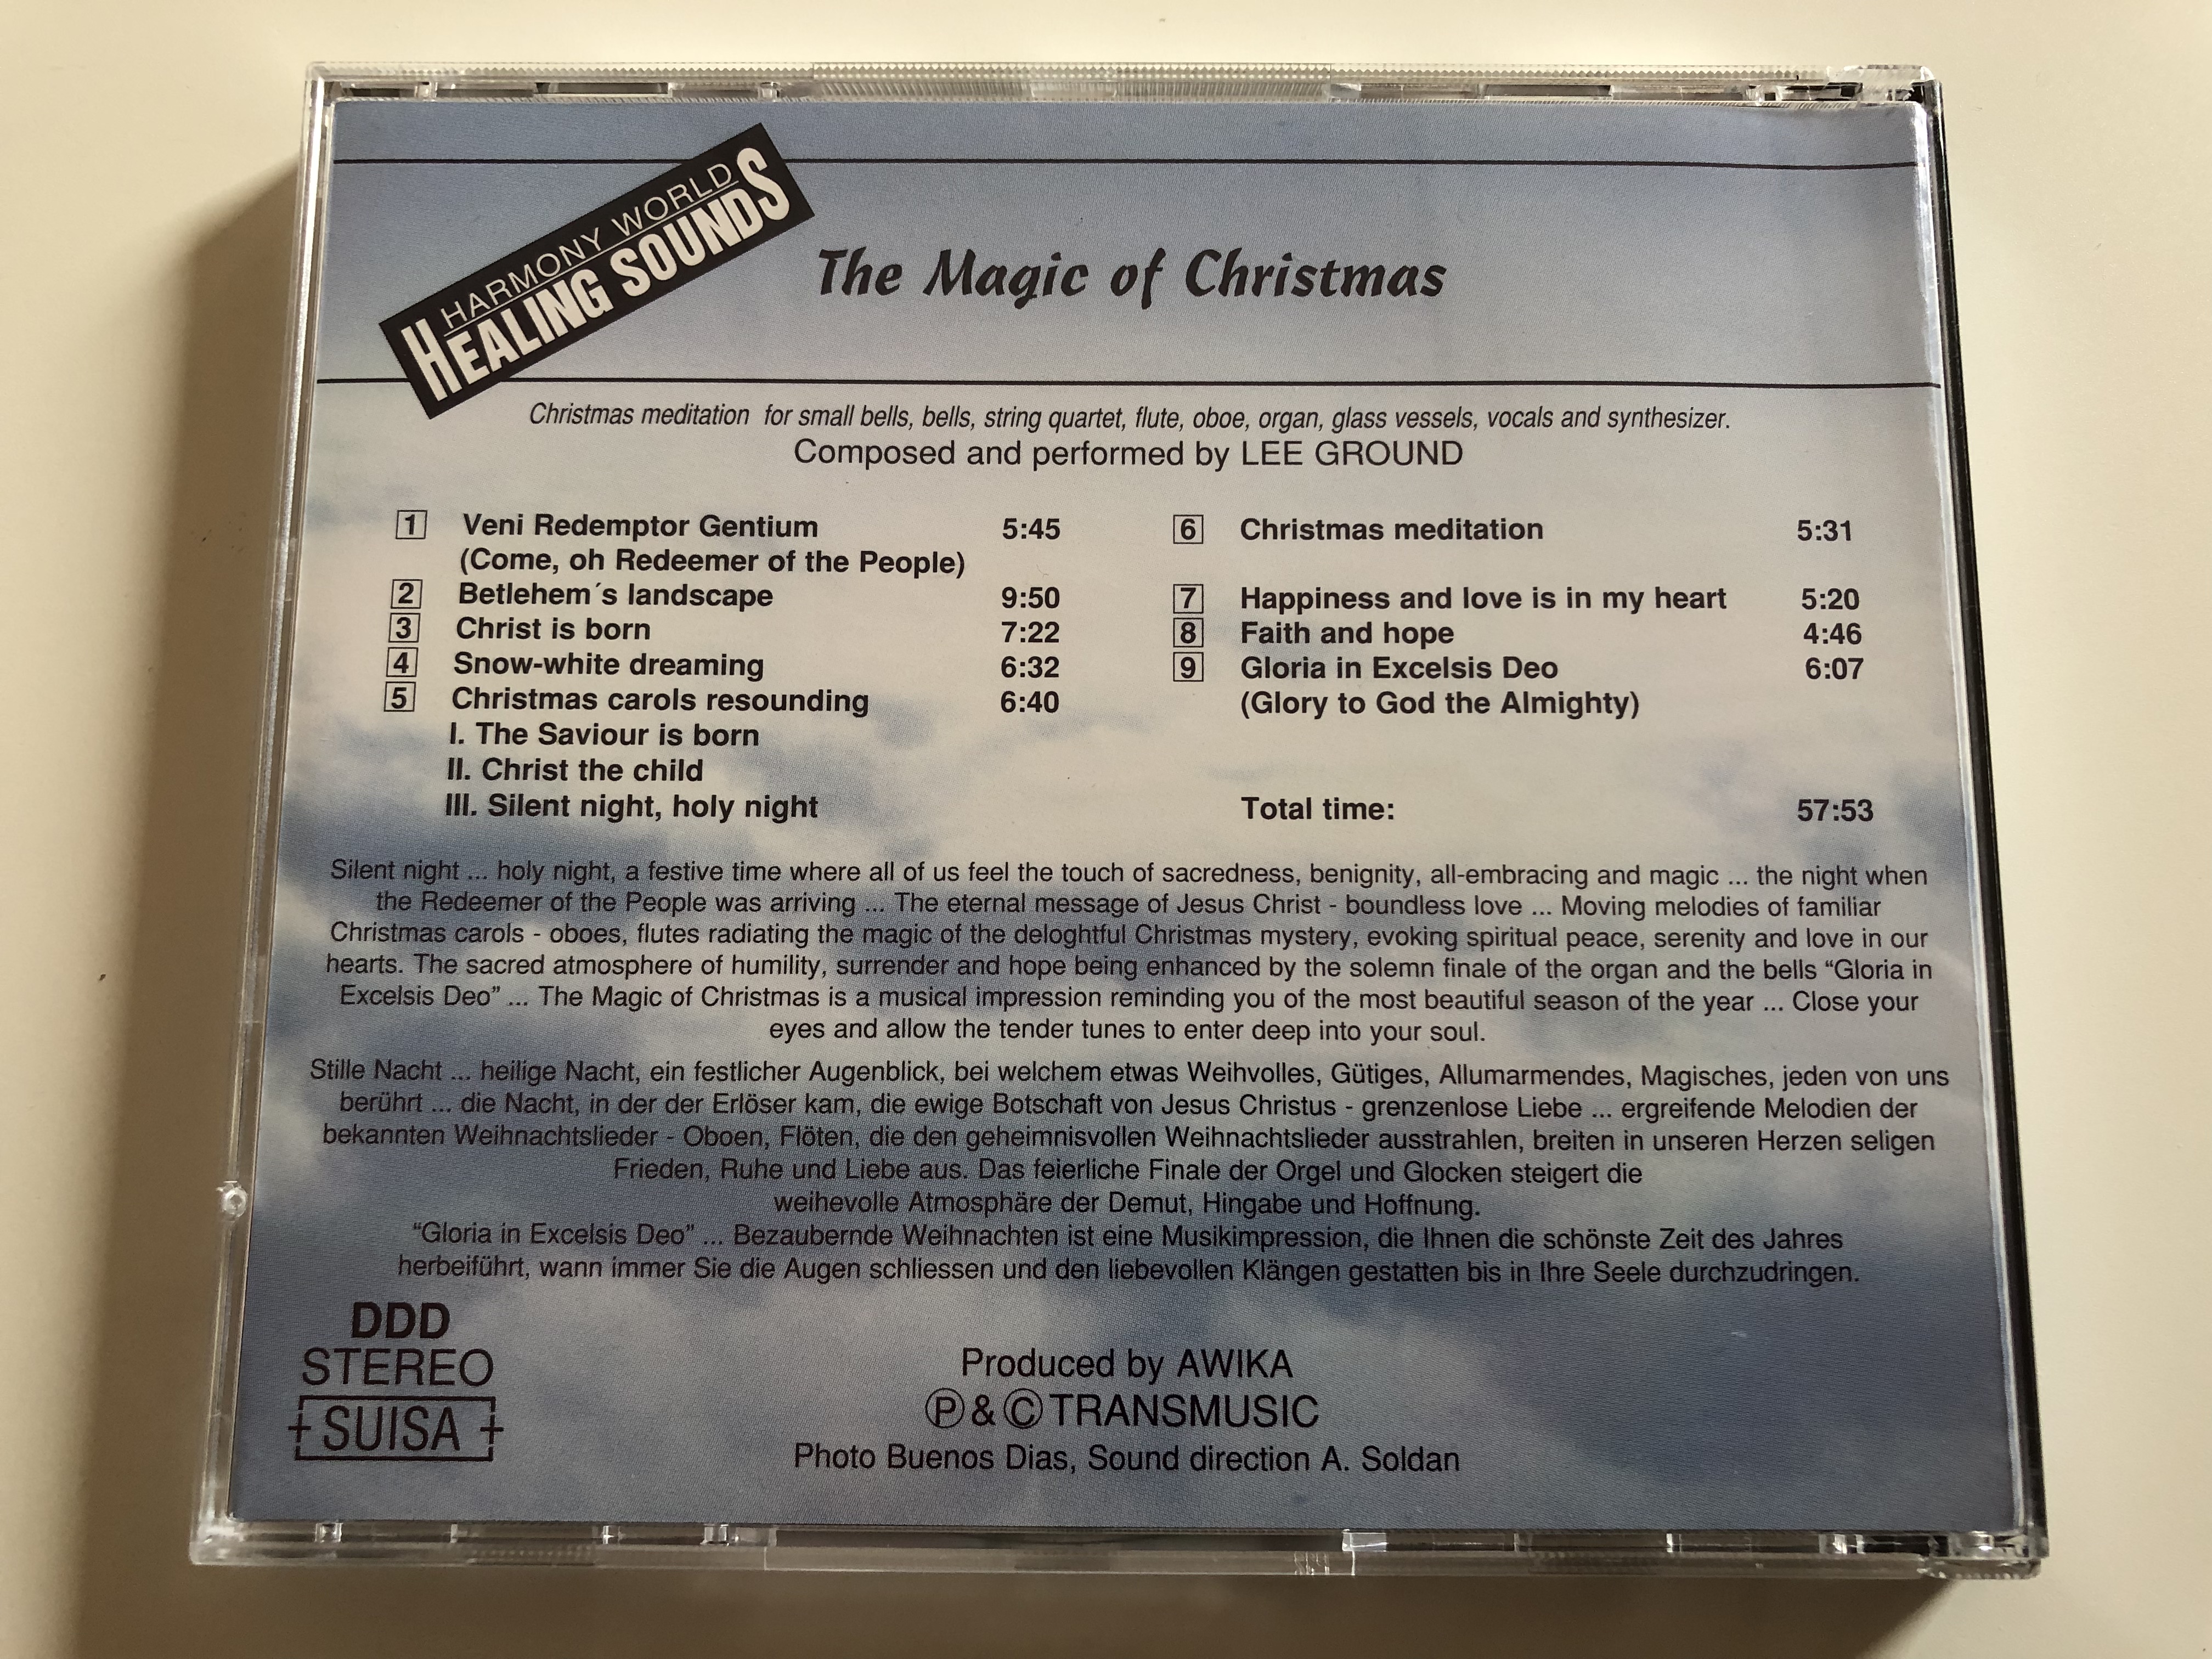 HARMONY WORLD
HEALING SOUNDS
The Magic of Christmas
Christmas meditation for small bells, bells, string quartet, flute, oboe, organ, glass vessels, vocals and synthesizer.
Composed and performed by LEE GROUND
1 Veni Redemptor Gentium 5:45
(Come, oh Redeemer of the People)
2 Betlehem´s landscape 9:50
3 Christ is born 7:22
4 Snow-white dreaming 6:32
5 Christmas carols resounding 6:40
I. The Saviour is born
II. Christ the child
III. Silent night, holy night
6 Christmas meditation 5:31
7 Happiness and love is in my heart 5:20
8 Faith and hope 4:46
9 Gloria in Excelsis Deo 6:07
(Glory to God the Almighty)
Total time: 57:53
Silent night ... holy night, a festive time where all of us feel the touch of sacredness, benignity, all-embracing and magic ... the night when
the Redeemer of the People was arriving ... The eternal message of Jesus Christ - boundless love ... Moving melodies of familiar
Christmas carols - oboes, flutes radiating the magic of the deloghtful Christmas mystery, evoking spiritual peace, serenity and love in our
hearts. The sacred atmosphere of humility, surrender and hope being enhanced by the solemn finale of the organ and the bells “Gloria in
Excelsis Deo” ... The Magic of Christmas is a musical impression reminding you of the most beautiful season of the year ... Close your
eyes and allow the tender tunes to enter deep into your soul.
Stille Nacht ... heilige Nacht, ein festlicher Augenblick, bei welchem etwas Weihvolles, Gütiges, Allumarmendes, Magisches, jeden von uns
berührt ... die Nacht, in der der Erlöser kam, die ewige Botschaft von Jesus Christus - grenzenlose Liebe ... ergreifende Melodien der
bekannten Weihnachtslieder - Oboen, Flöten, die den geheimnisvollen Weihnachtslieder ausstrahlen, breiten in unseren Herzen seligen
Frieden, Ruhe und Liebe aus. Das feierliche Finale der Orgel und Glocken steigert die
weihevolle Atmosphäre der Demut, Hingabe und Hoffnung.
“Gloria in Excelsis Deo” ... Bezaubernde Weihnachten ist eine Musikimpression, die Ihnen die schönste Zeit des Jahres
herbeiführt, wann immer Sie die Augen schliessen und den liebevollen Klängen gestatten bis in Ihre Seele durchzudringen.
DDD
STEREO
SUISA
Produced by AWIKA
Ⓟ & © TRANSMUSIC
Photo Buenos Dias, Sound direction A. Soldan